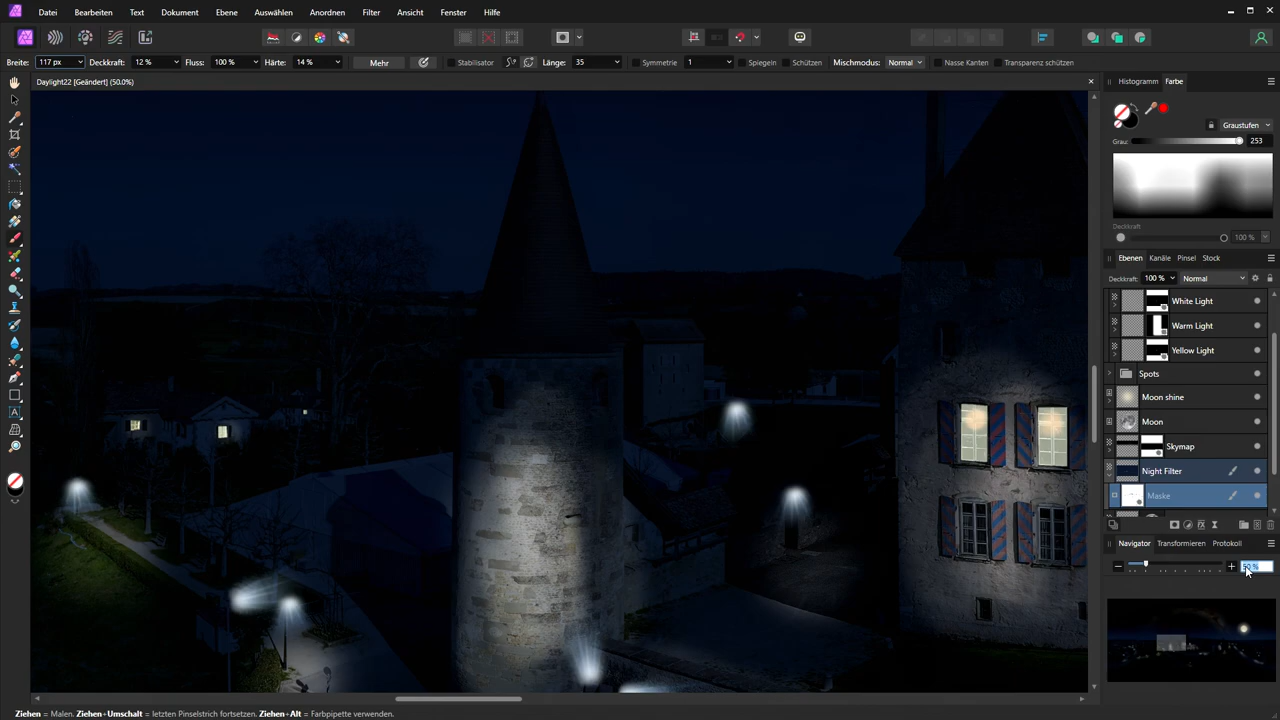 Datei Bearbeiten Text Dokument Ebene Auswählen Anordnen Filter Ansicht Fenster Hilfe
Breite: 117 px Deckkraft: 12 % Fluss: 100 % Härte: 14 % Mehr Stabilisator Länge: 35 Symmetrie 1 Spiegeln Schützen Mischmodus: Normal Nasse Kanten Transparenz schützen
Daylight22 [Geändert] (50.0%)
Histogramm Farbe
Graustufen
Grau: 253
Deckkraft
100 %
Ebenen Kanäle Pinsel Stock
Deckkraft: 100 % Normal
White Light
Warm Light
Yellow Light
Spots
Moon shine
Moon
Skymap
Night Filter
Maske
Navigator Transformieren Protokoll
50 %
Ziehen = Malen. Ziehen+Umschalt = letzten Pinselstrich fortsetzen. Ziehen+Alt = Farbpipette verwenden.